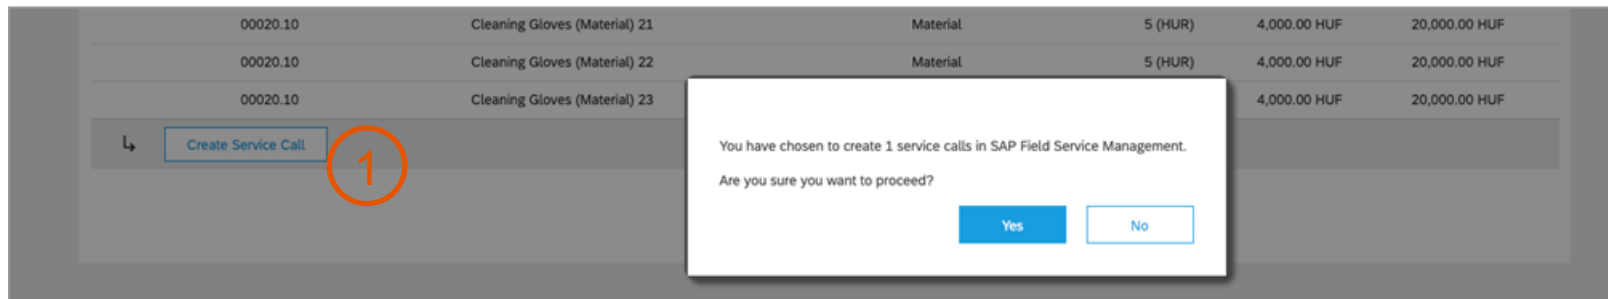 00020.10 Cleaning Gloves (Material) 21 Material 5 (HUR) 4,000.00 HUF 20,000.00 HUF
00020.10 Cleaning Gloves (Material) 22 Material 5 (HUR) 4,000.00 HUF 20,000.00 HUF
00020.10 Cleaning Gloves (Material) 23 4,000.00 HUF 20,000.00 HUF
Create Service Call
1
You have chosen to create 1 service calls in SAP Field Service Management.
Are you sure you want to proceed?
Yes No